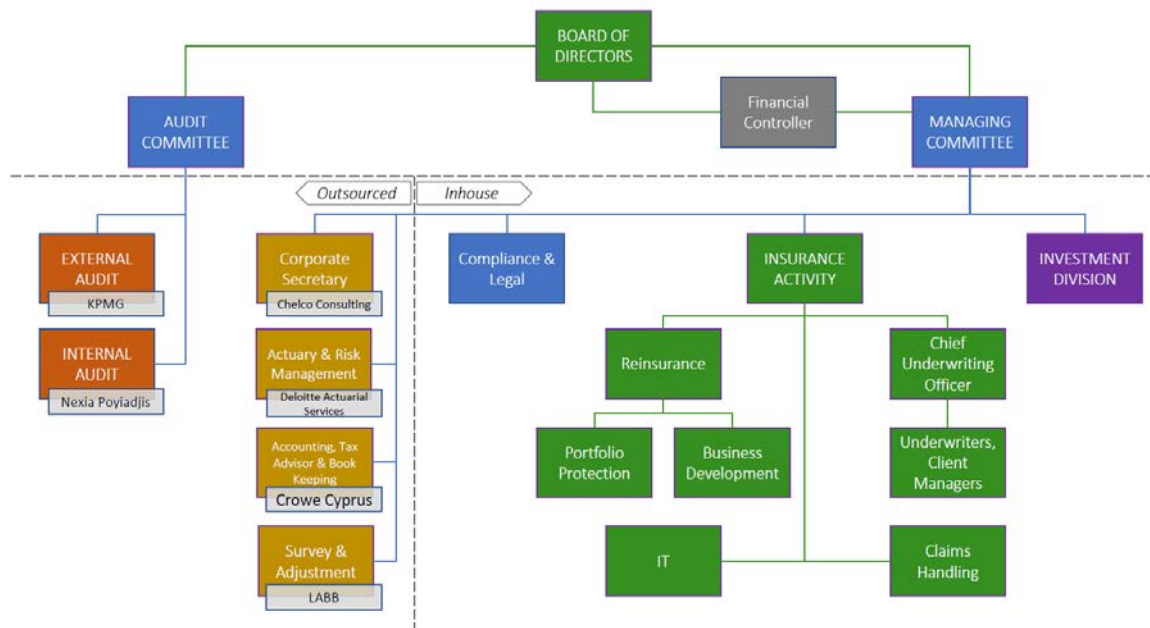 BOARD OF
DIRECTORS
Financial
Controller
AUDIT
COMMITTEE
MANAGING
COMMITTEE
Outsourced
Inhouse
EXTERNAL
AUDIT
KPMG
INTERNAL
AUDIT
Nexia Poyiadjis
Corporate
Secretary
Chelco Consulting
Actuary & Risk
Management
Deloitte Actuarial
Services
Accounting, Tax
Advisor & Book
Keeping
Crowe Cyprus
Survey &
Adjustment
LABB
Compliance &
Legal
INSURANCE
ACTIVITY
INVESTMENT
DIVISION
Reinsurance
Chief
Underwriting
Officer
Portfolio
Protection
Business
Development
Underwriters,
Client
Managers
IT
Claims
Handling